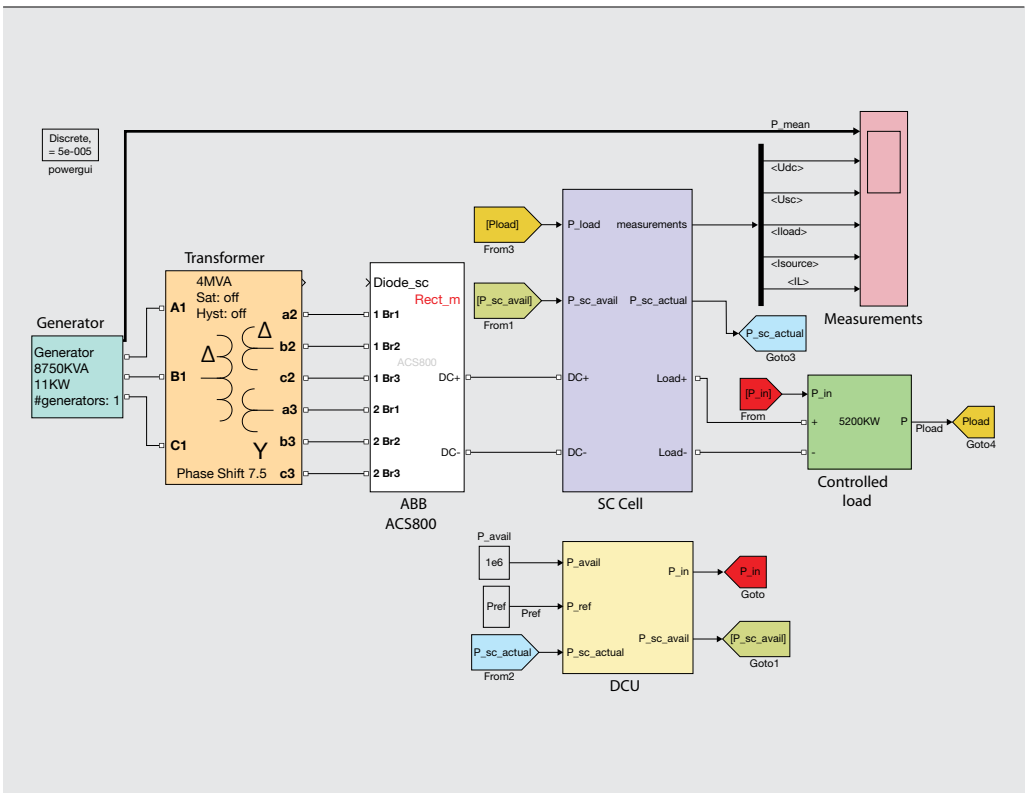 Discrete,
= 5e-005
powergui
P_mean
<Udc>
<Usc>
<Iload>
<Isource>
<IL>
Measurements
Generator
Generator
8750KVA
11KW
#generators: 1
Transformer
4MVA
Sat: off
Hyst: off
A1
B1
C1
Δ
Δ
Y
a2
b2
c2
a3
b3
c3
Phase Shift 7.5
Diode_sc
Rect_m
1 Br1
1 Br2
ACS800
1 Br3
DC+
2 Br1
2 Br2
DC-
2 Br3
ABB
ACS800
[Pload]
From3
[P_sc_avail]
From1
P_load
measurements
P_sc_avail
P_sc_actual
DC+
Load+
DC-
Load-
SC Cell
P_sc_actual
Goto3
[P_in]
From
P_in
+
5200KW
P
-
Controlled
load
Pload
Pload
Goto4
P_avail
1e6
Pref
Pref
P_sc_actual
From2
P_avail
P_in
P_ref
P_sc_avail
P_sc_actual
DCU
P_in
Goto
[P_sc_avail]
Goto1